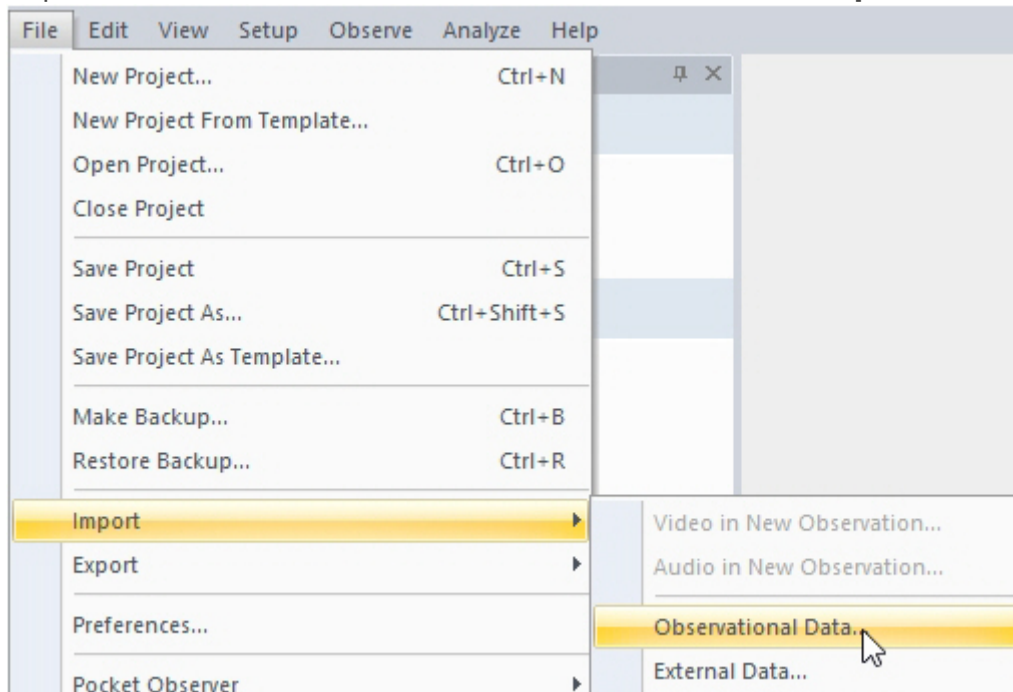 File Edit View Setup Observe Analyze Help
New Project... Ctrl+N
New Project From Template...
Open Project... Ctrl+O
Close Project
Save Project Ctrl+S
Save Project As... Ctrl+Shift+S
Save Project As Template...
Make Backup... Ctrl+B
Restore Backup... Ctrl+R
Import
Video in New Observation...
Export
Audio in New Observation...
Preferences...
Observational Data...
External Data...
Pocket Observer